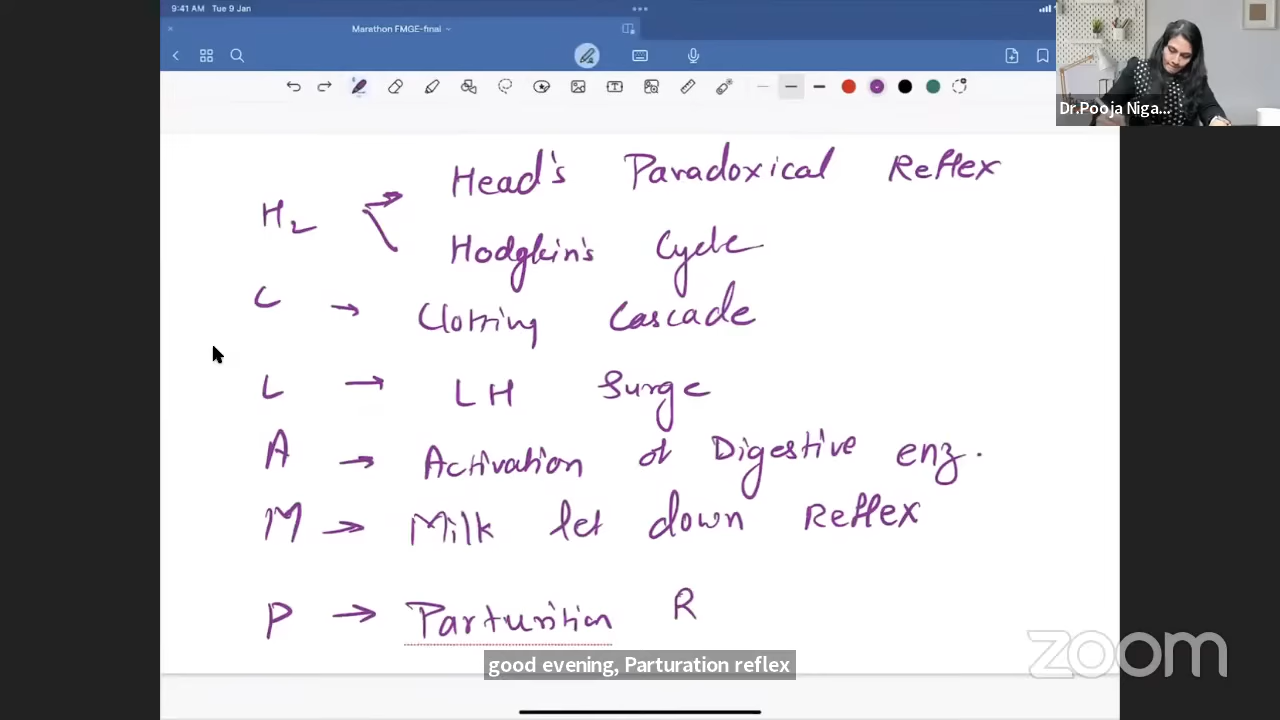 9:41 AM Tue 9 Jan
Marathon FMGE-final
Dr.Pooja Niga...
H2 Head's Paradoxical Reflex
Hodgkin's Cycle
C → Clotting Cascade
L → LH Surge
A → Activation of Digestive enz.
M → Milk let down Reflex
P → Parturition R
good evening, Parturation reflex
zoom